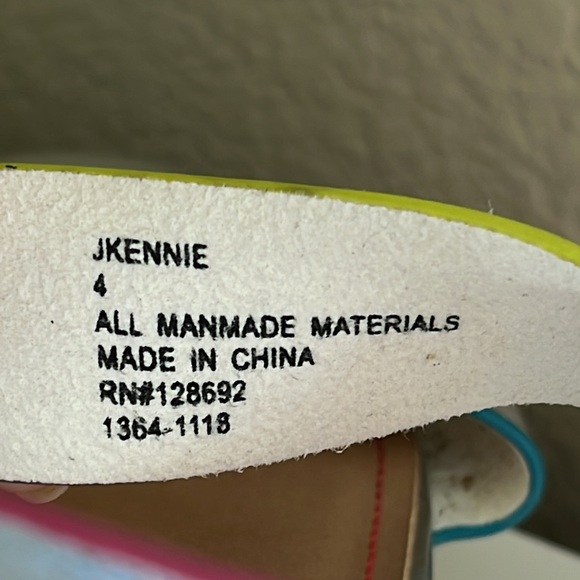 JKENNIE
4
ALL MANMADE MATERIALS
MADE IN CHINA
RN#128692
1364-1118